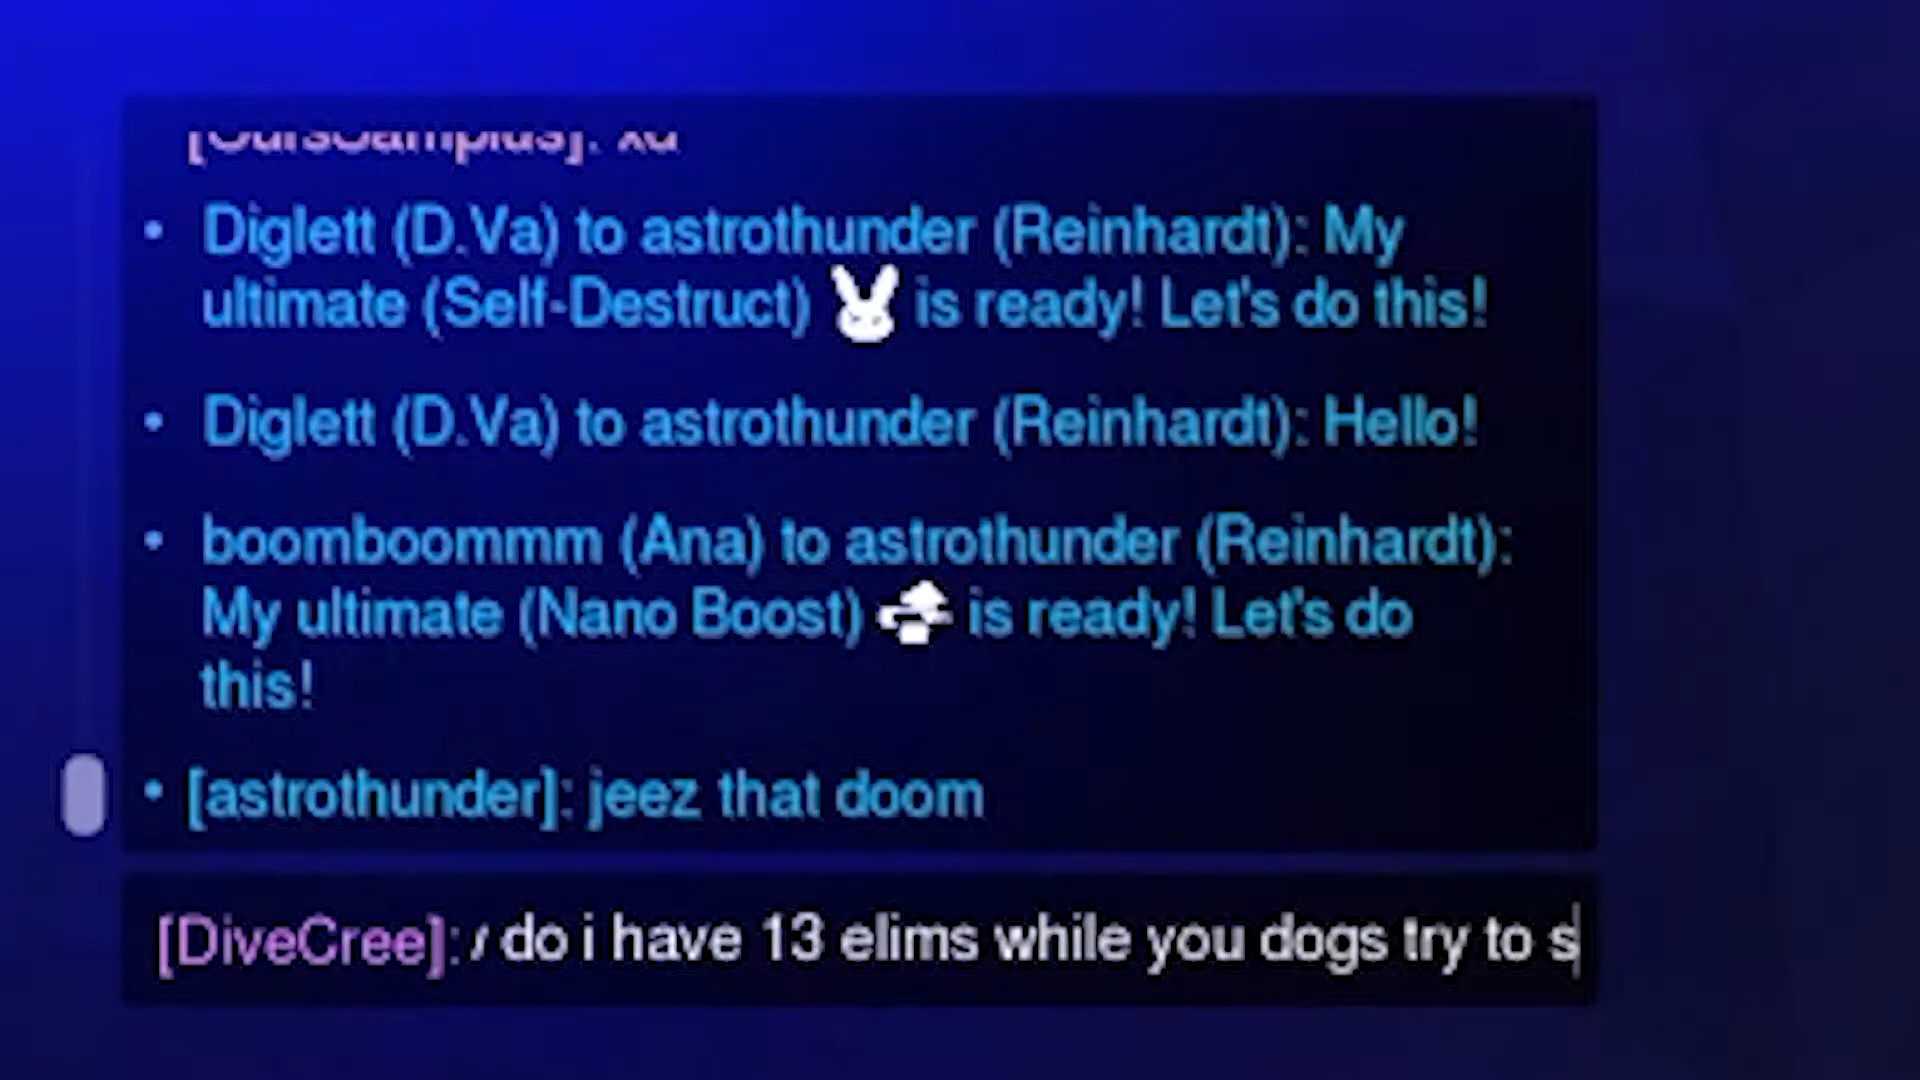 • Diglett (D.Va) to astrothunder (Reinhardt): My
ultimate (Self-Destruct) is ready! Let's do this!
• Diglett (D.Va) to astrothunder (Reinhardt): Hello!
• boomboommm (Ana) to astrothunder (Reinhardt):
My ultimate (Nano Boost) is ready! Let's do
this!
• [astrothunder]: jeez that doom
[DiveCree]: do i have 13 elims while you dogs try to s